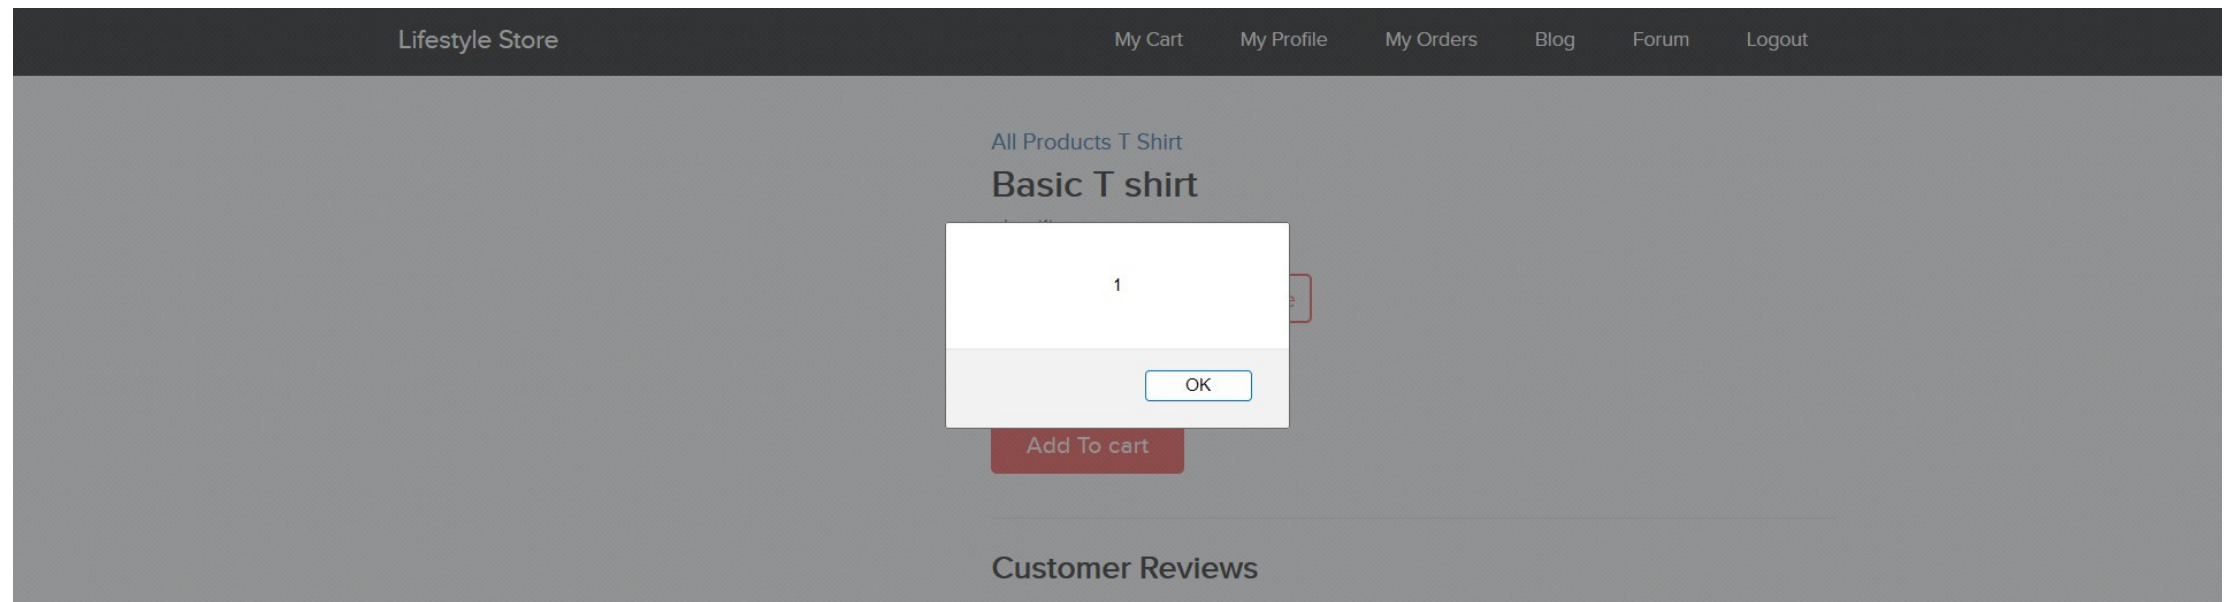 Lifestyle Store My Cart My Profile My Orders Blog Forum Logout
All Products T Shirt
Basic T shirt
1
OK
Add To cart
Customer Reviews